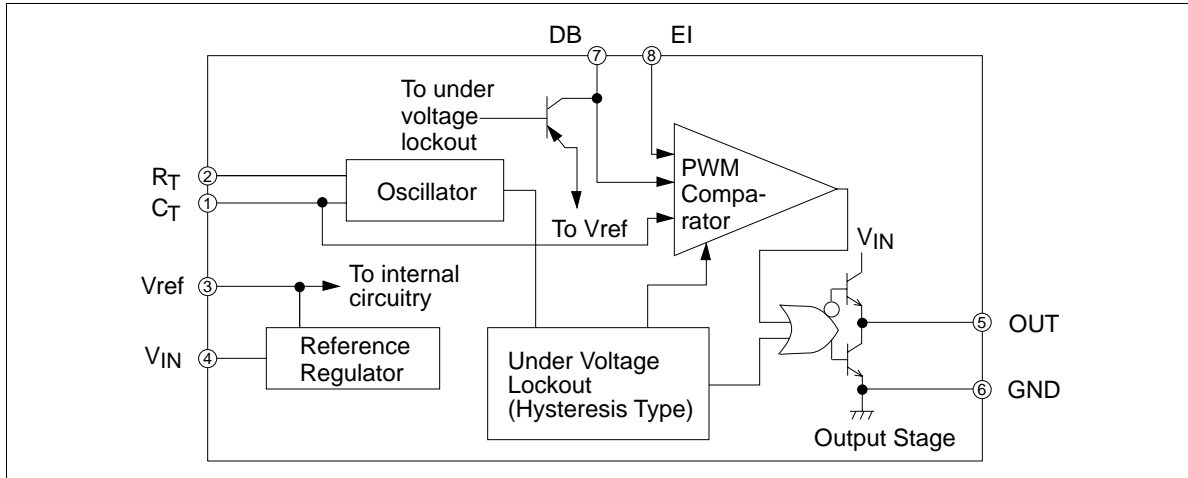 DB
EI
7
8
To under
voltage
lockout
RT
2
Oscillator
PWM
Compa-
rator
CT
1
To Vref
VIN
Vref
3
To internal
circuitry
5
OUT
VIN
4
Reference
Regulator
Under Voltage
Lockout
(Hysteresis Type)
6
GND
Output Stage